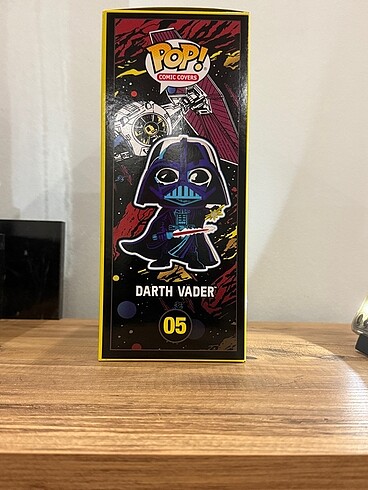 POP!
COMIC COVERS
DARTH VADER
05